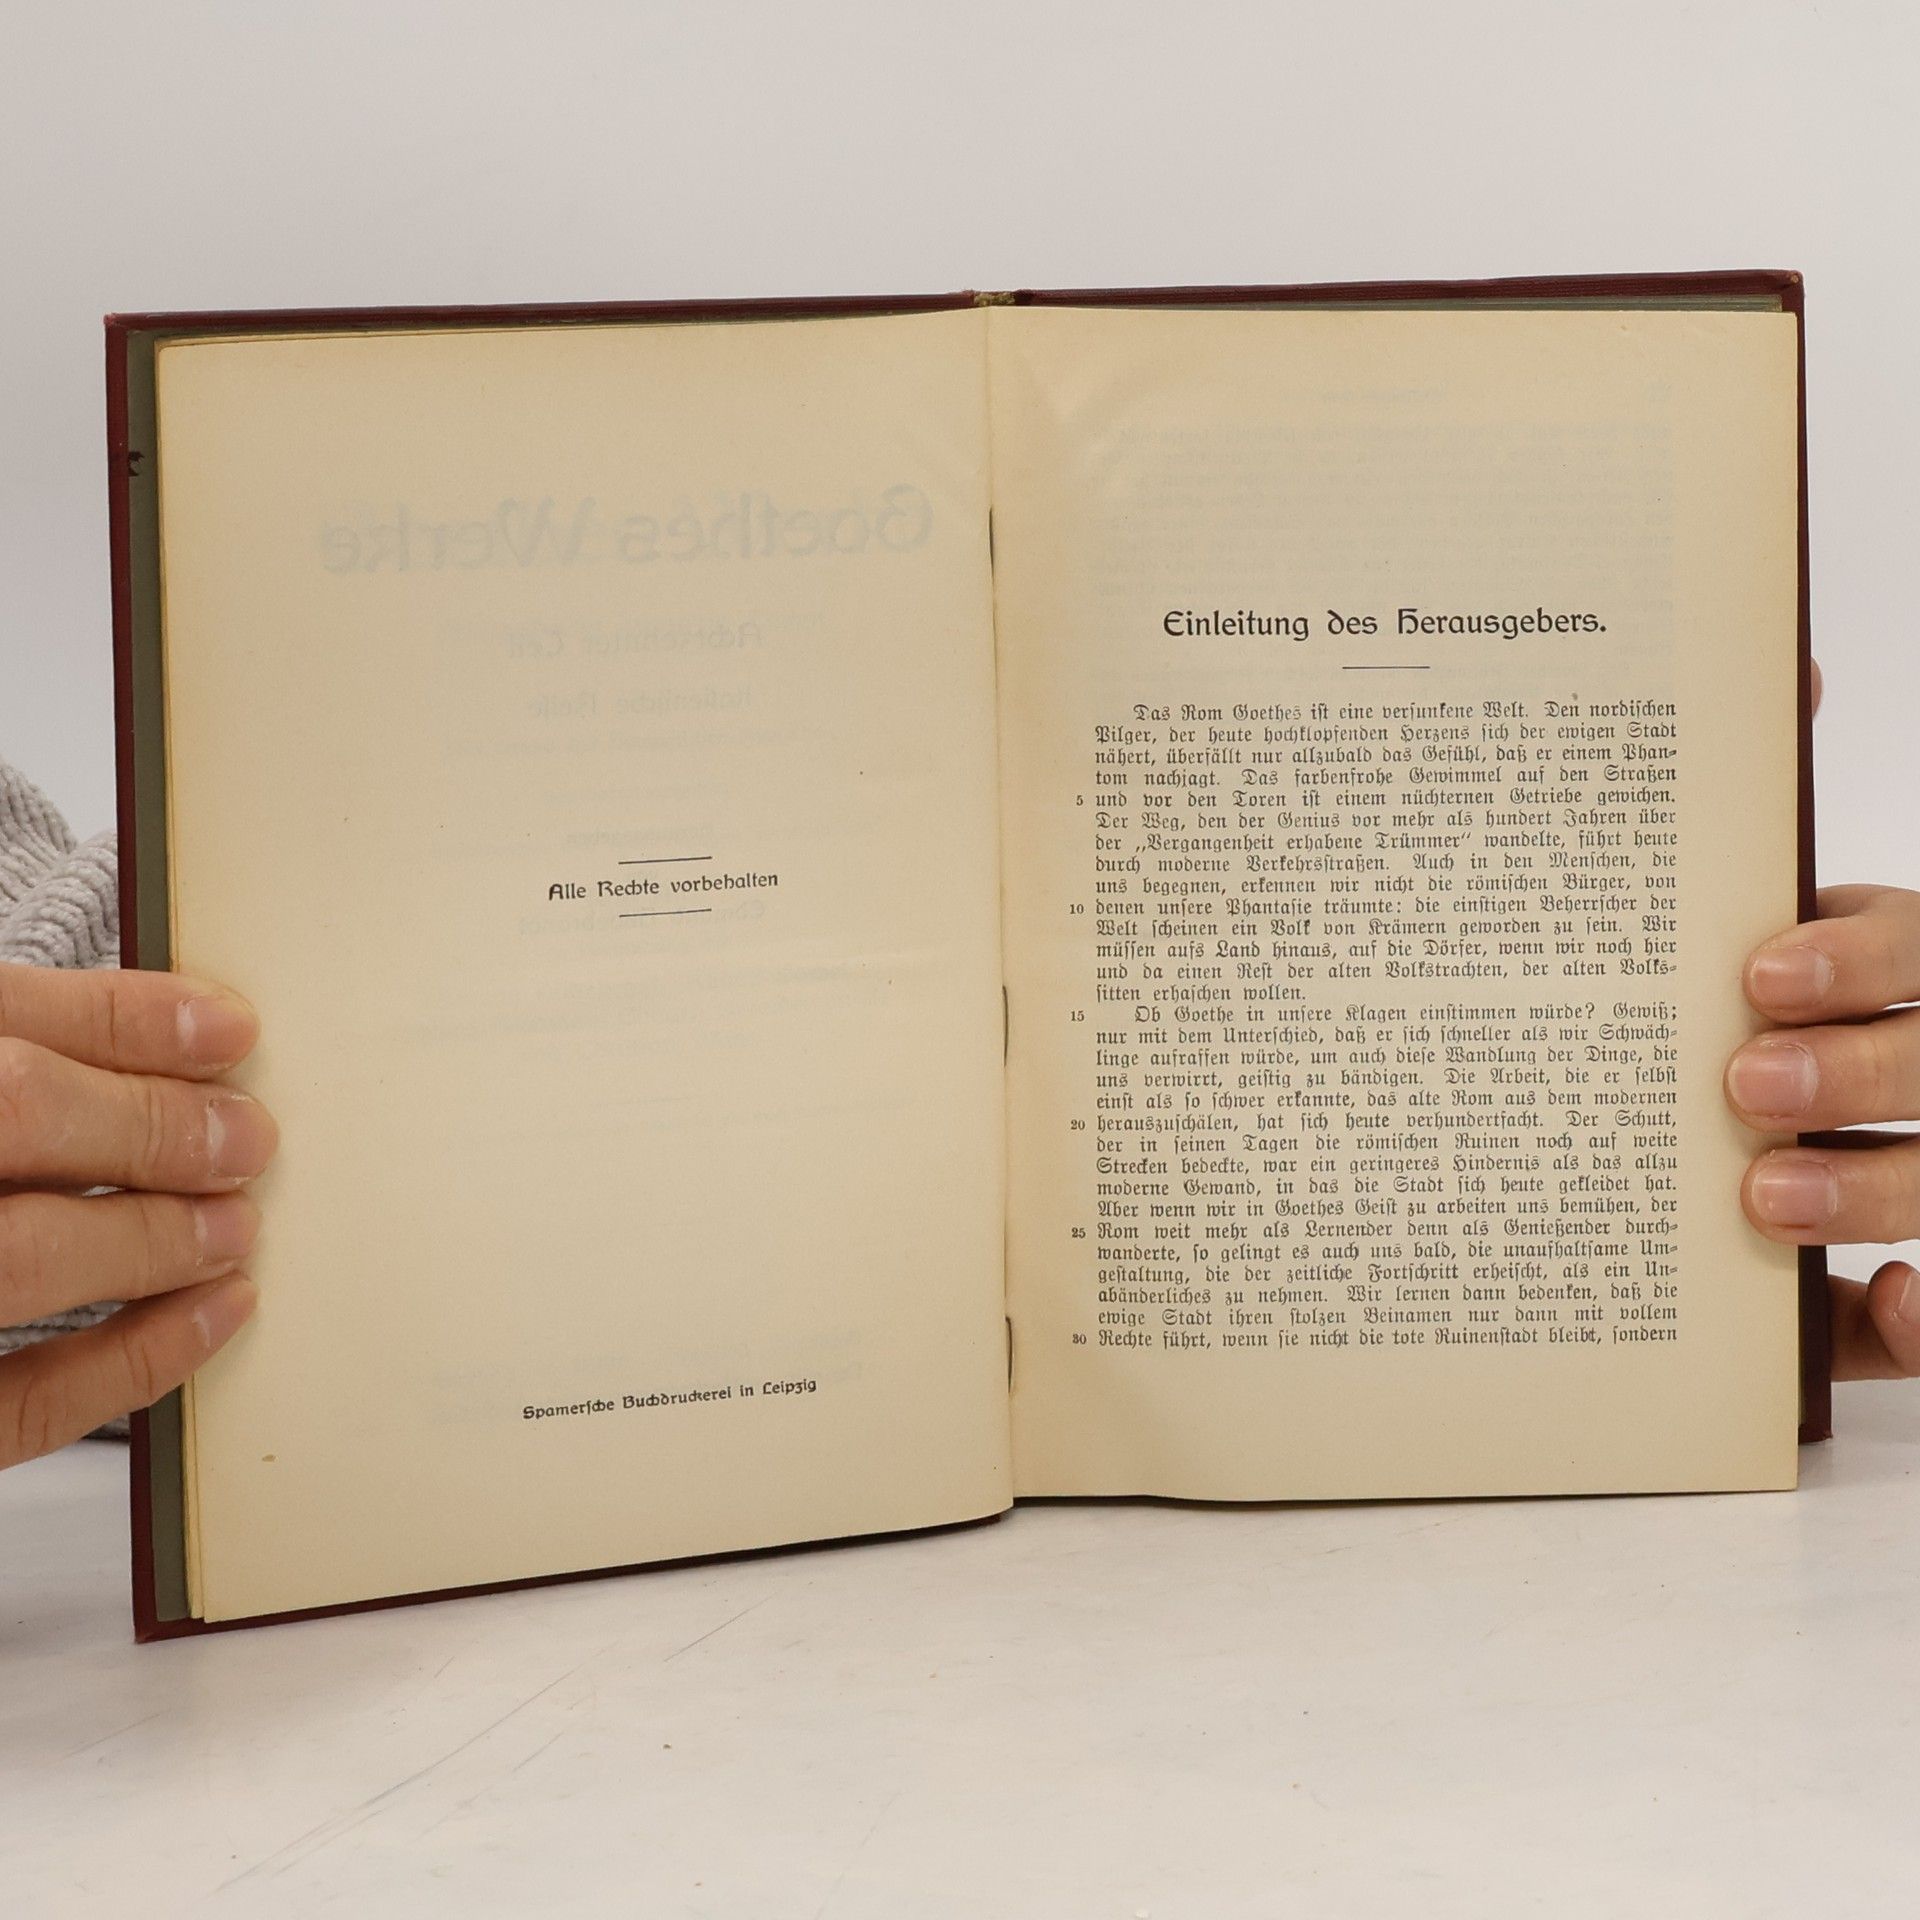 Alle Rechte vorbehalten
Spamersche Buchdruckerei in Leipzig
Einleitung des Herausgebers.
Das Rom Goethes ist eine versunkene Welt. Den nordischen
Pilger, der heute hochklopfenden Herzens sich der ewigen Stadt
nähert, überfällt nur allzubald das Gefühl, daß er einem Phan-
tom nachjagt. Das farbenfrohe Gewimmel auf den Straßen
5 und vor den Toren ist einem nüchternen Getriebe gewichen.
Der Weg, den der Genius vor mehr als hundert Jahren über
der „Vergangenheit erhabene Trümmer“ wandelte, führt heute
durch moderne Verkehrsstraßen. Auch in den Menschen, die
uns begegnen, erkennen wir nicht die römischen Bürger, von
10 denen unsere Phantasie träumte: die einstigen Beherrscher der
Welt scheinen ein Volk von Krämern geworden zu sein. Wir
müssen aufs Land hinaus, auf die Dörfer, wenn wir noch hier
und da einen Rest der alten Volkstrachten, der alten Volks-
sitten erhaschen wollen.
15 Ob Goethe in unsere Klagen einstimmen würde? Gewiß;
nur mit dem Unterschied, daß er sich schneller als wir Schwäch-
linge aufraffen würde, um auch diese Wandlung der Dinge, die
uns verwirrt, geistig zu bändigen. Die Arbeit, die er selbst
einst als so schwer erkannte, das alte Rom aus dem modernen
20 herauszuschälen, hat sich heute verhundertfacht. Der Schutt,
der in seinen Tagen die römischen Ruinen noch auf weite
Strecken bedeckte, war ein geringeres Hindernis als das allzu
moderne Gewand, in das die Stadt sich heute gekleidet hat.
Aber wenn wir in Goethes Geist zu arbeiten uns bemühen, der
25 Rom weit mehr als Lernender denn als Genießender durch-
wanderte, so gelingt es auch uns bald, die unaufhaltsame Um-
gestaltung, die der zeitliche Fortschritt erheischt, als ein Un-
abänderliches zu nehmen. Wir lernen dann bedenken, daß die
ewige Stadt ihren stolzen Beinamen nur dann mit vollem
30 Rechte führt, wenn sie nicht die tote Ruinenstadt bleibt, sondern